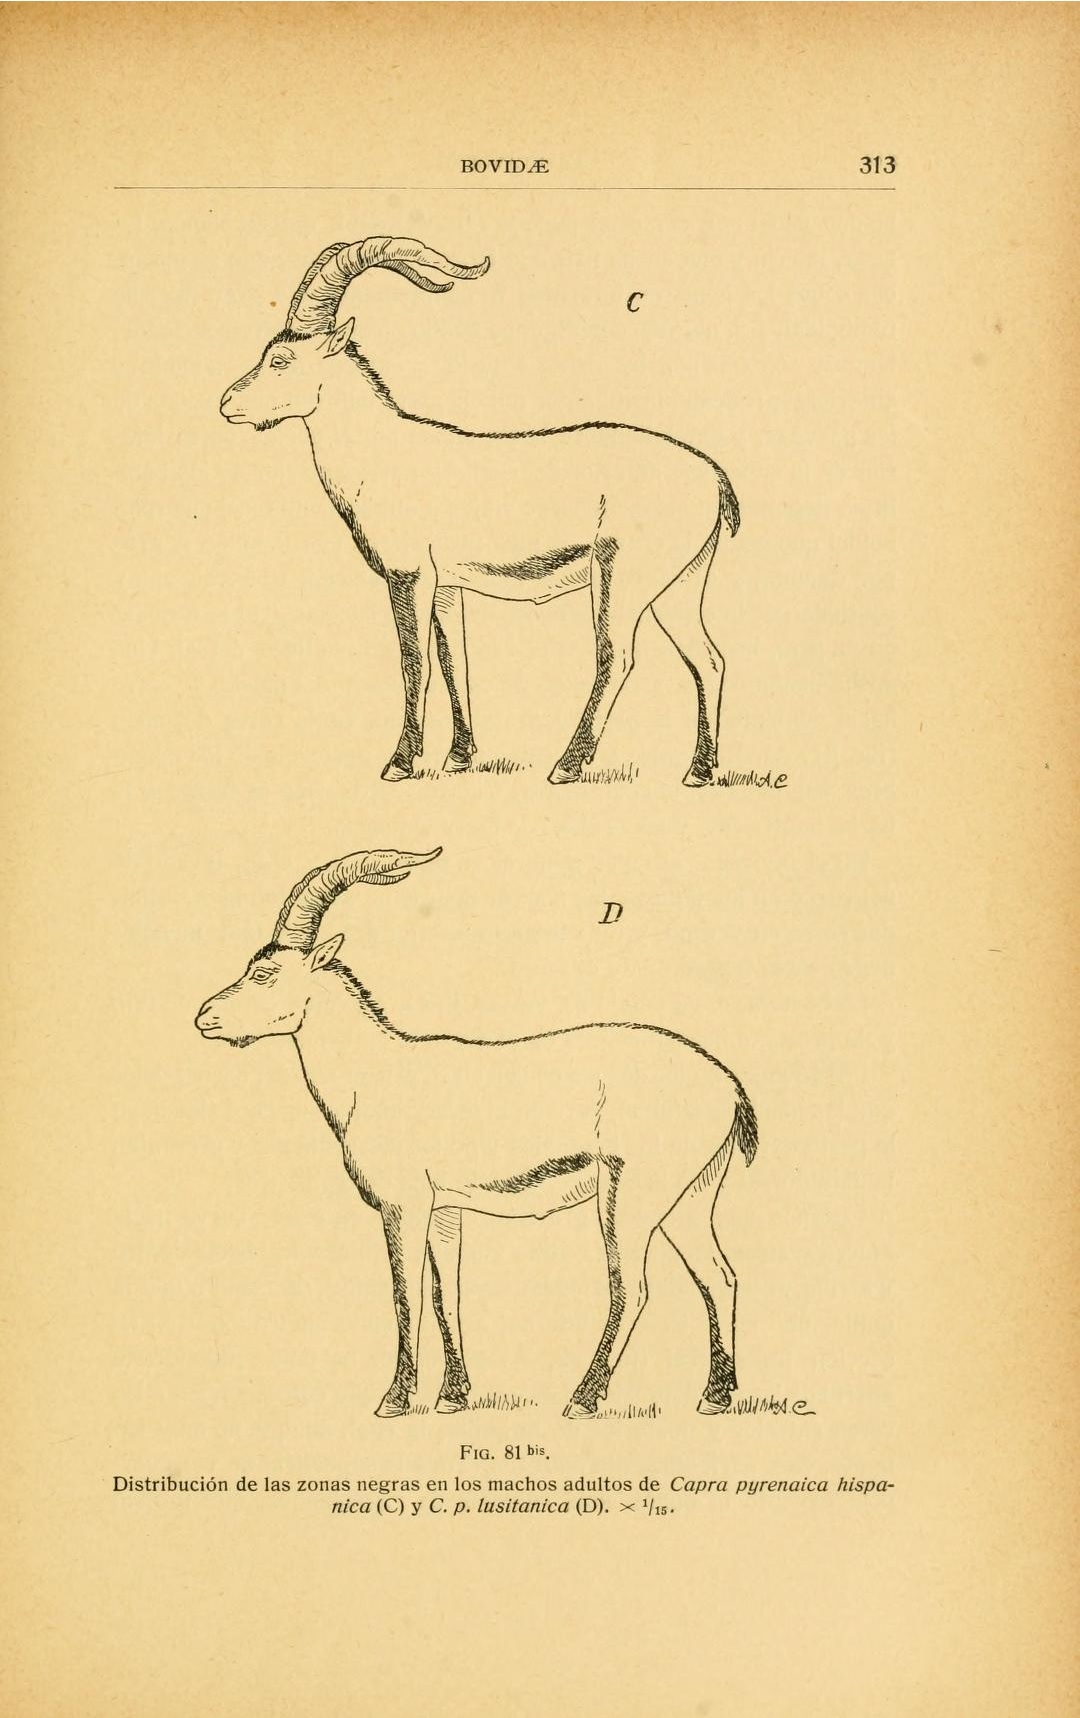 BOVIDÆ 313
C
A.C
D
A.C
FIG. 81 bis.
Distribución de las zonas negras en los machos adultos de Capra pyrenaica hispa-
nica (C) y C. p. lusitanica (D). × 1/15.